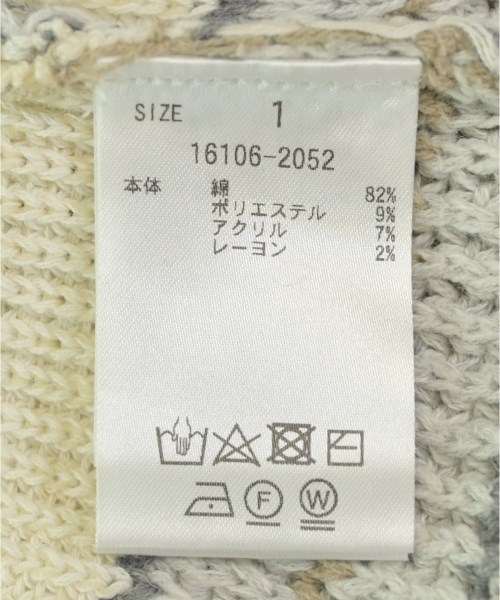 SIZE 1
16106-2052
本体 綿 82%
ポリエステル 9%
アクリル 7%
レーヨン 2%
F W